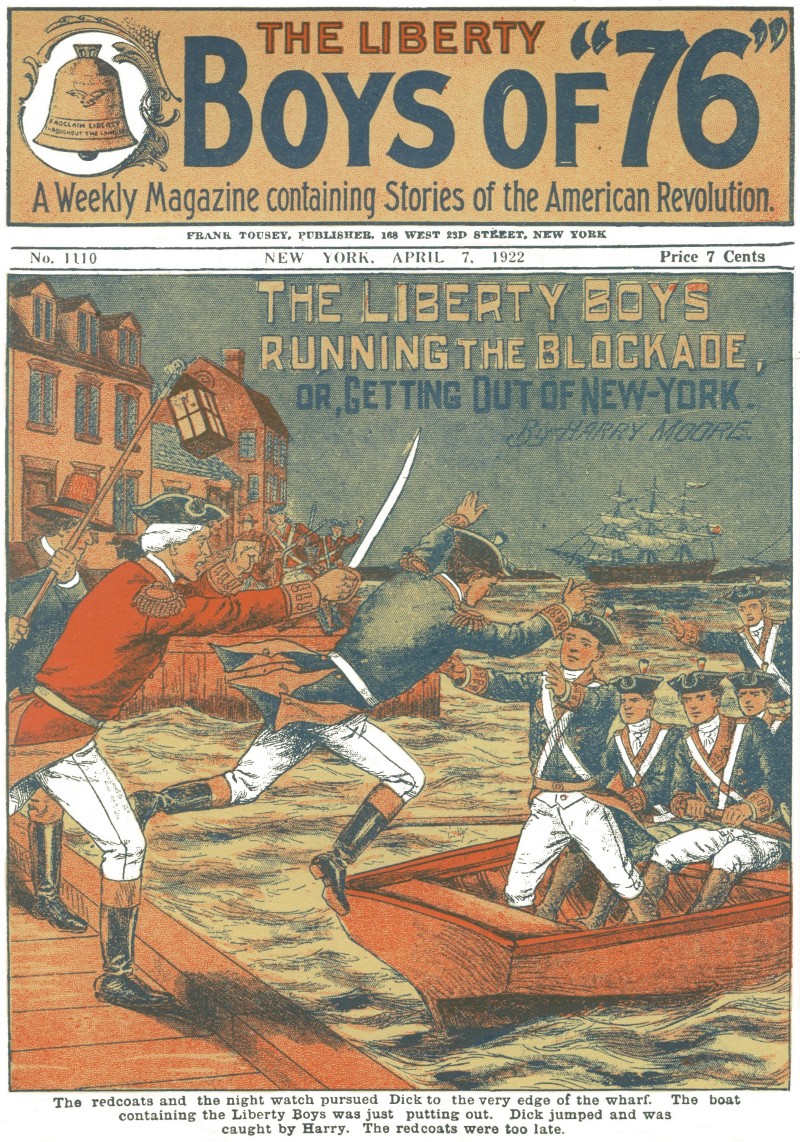 THE LIBERTY
BOYS OF "76"
PROCLAIM LIBERTY
THROUGHOUT THE LAND
A Weekly Magazine containing Stories of the American Revolution.
FRANK TOUSEY, PUBLISHER, 168 WEST 23D STREET, NEW YORK
No. 1110 NEW YORK, APRIL 7, 1922 Price 7 Cents
THE LIBERTY BOYS
RUNNING THE BLOCKADE,
OR, GETTING OUT OF NEW-YORK.
By HARRY MOORE.
The redcoats and the night watch pursued Dick to the very edge of the wharf. The boat
containing the Liberty Boys was just putting out. Dick jumped and was
caught by Harry. The redcoats were too late.